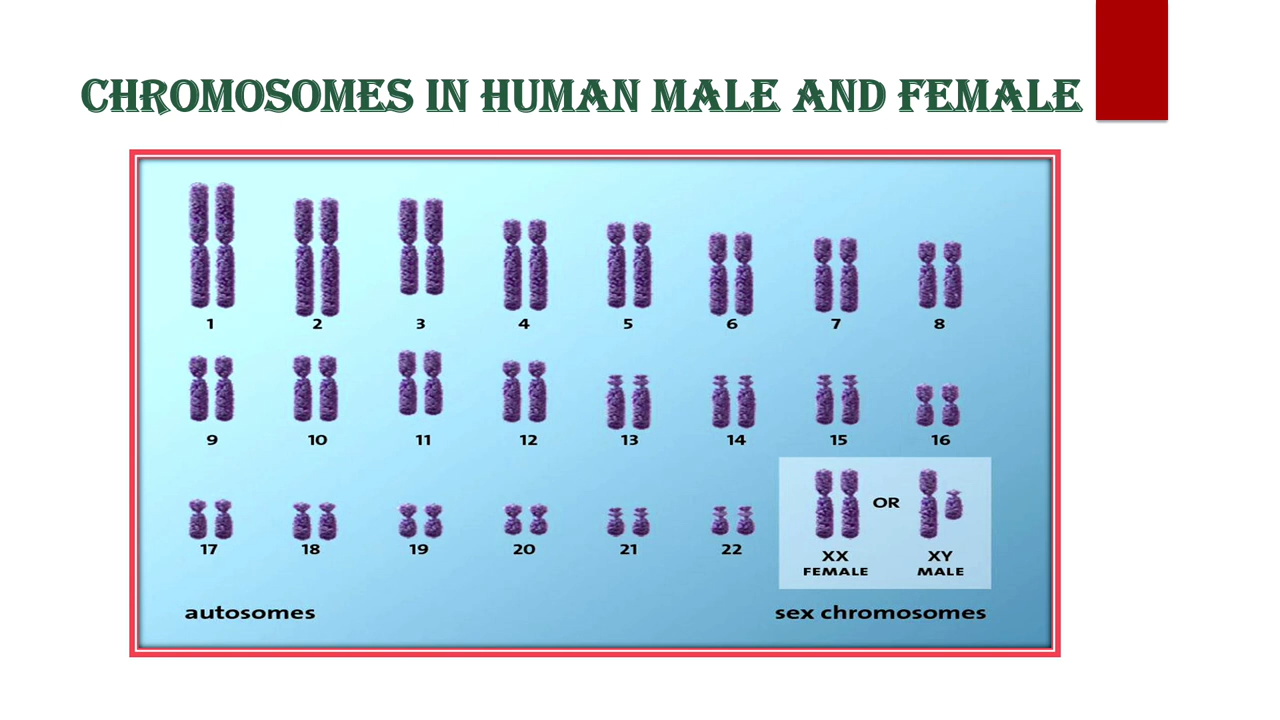 CHROMOSOMES IN HUMAN MALE AND FEMALE
1 2 3 4 5 6 7 8
9 10 11 12 13 14 15 16
OR
17 18 19 20 21 22 XX XY
FEMALE MALE
autosomes sex chromosomes